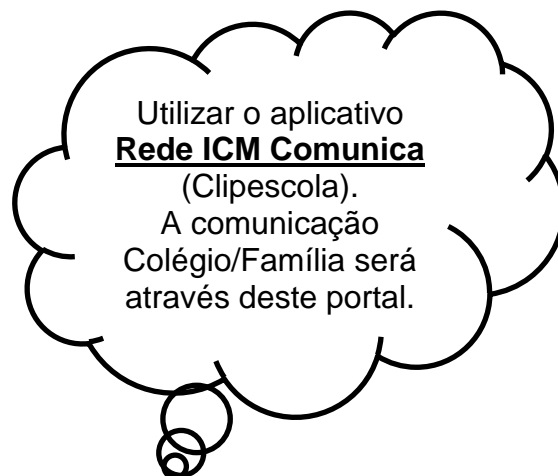 Utilizar o aplicativo
Rede ICM Comunica
(Clipescola).
A comunicação
Colégio/Família será
através deste portal.